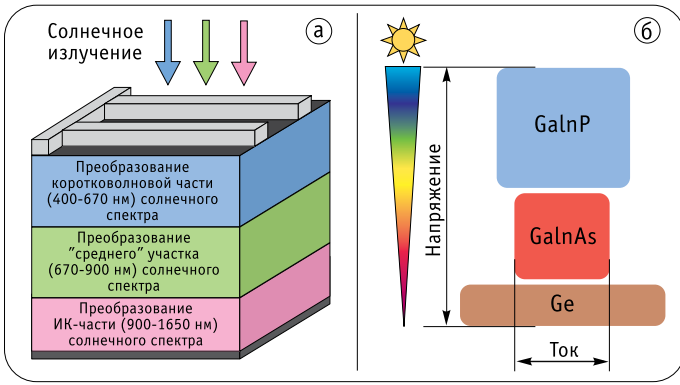 Солнечное
излучение
а
Преобразование
коротковолновой части
(400-670 нм) солнечного
спектра
Преобразование
"среднего" участка
(670-900 нм) солнечного
спектра
Преобразование
ИК-части (900-1650 нм)
солнечного спектра
б
Напряжение
GaInP
GaInAs
Ge
Ток